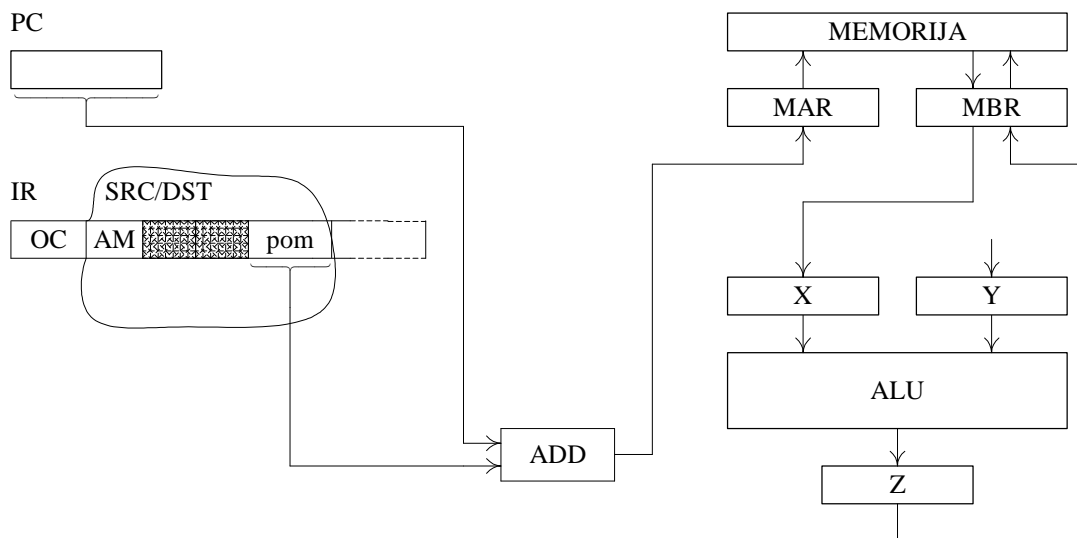 PC
MEMORIJA
MAR
MBR
IR
SRC/DST
OC
AM
pom
X
Y
ALU
ADD
Z